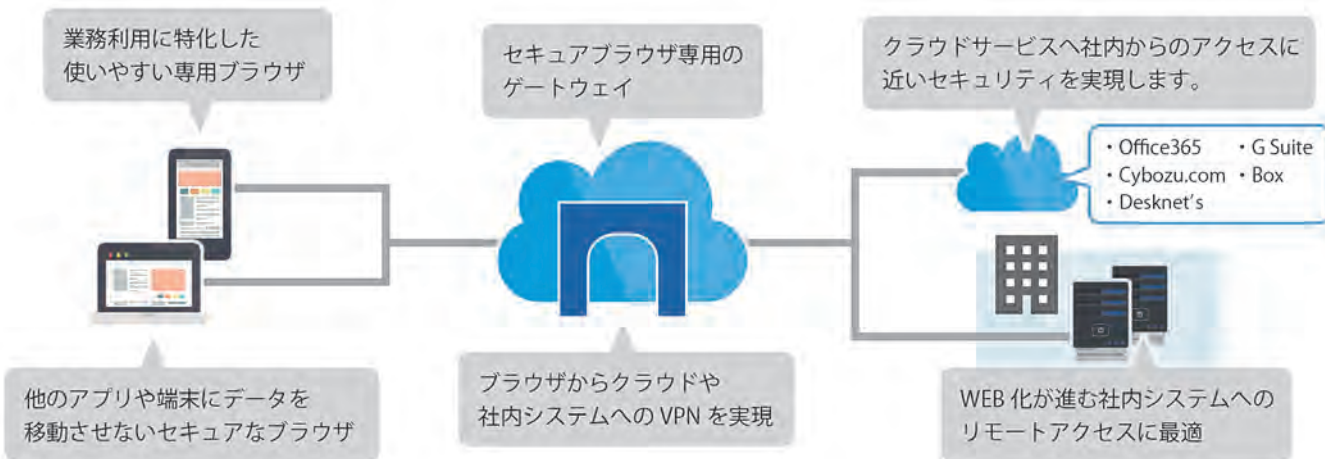 業務利用に特化した
使いやすい専用ブラウザ
セキュアブラウザ専用の
ゲートウェイ
クラウドサービスへ社内からのアクセスに
近いセキュリティを実現します。
・Office365 ・G Suite
・Cybozu.com ・Box
・Desknet's
他のアプリや端末にデータを
移動させないセキュアなブラウザ
ブラウザからクラウドや
社内システムへの VPN を実現
WEB 化が進む社内システムへの
リモートアクセスに最適